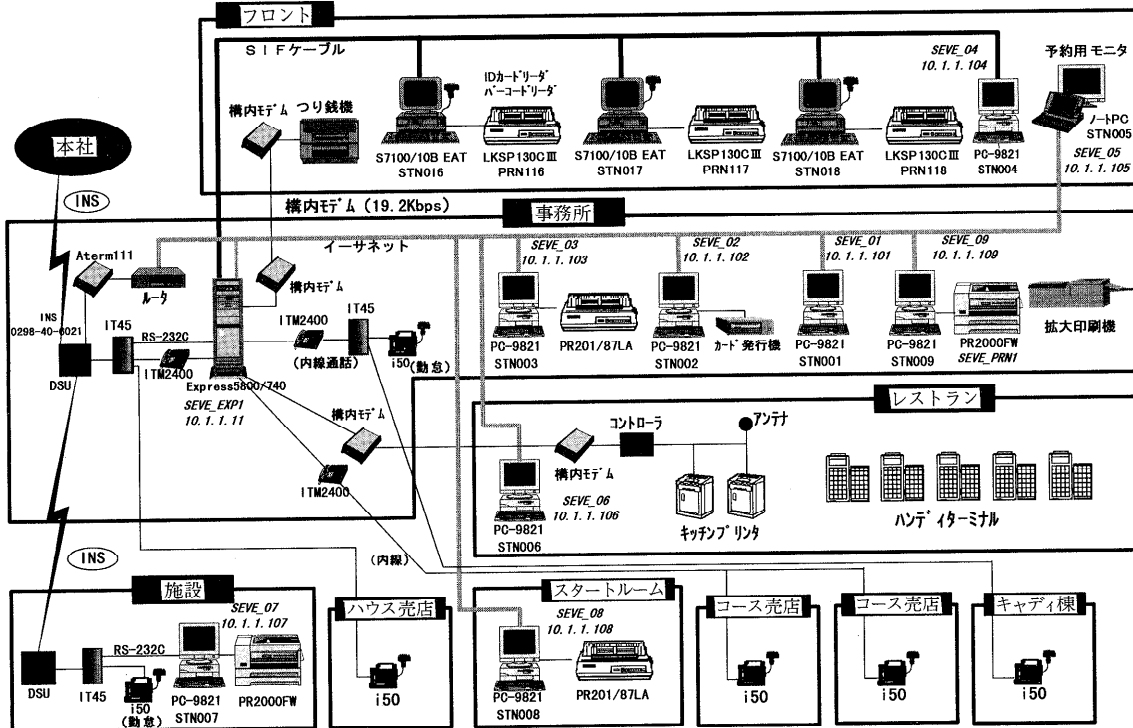 フロント
SIFケーブル
構内モデム
つり銭機
IDカードリーダ
バーコードリーダ
S7100/10B EAT
STN016
LKSP130CⅢ
PRN116
S7100/10B EAT
STN017
LKSP130CⅢ
PRN117
S7100/10B EAT
STN018
LKSP130CⅢ
PRN118
SEVE_04
10.1.1.104
PC-9821
STN004
予約用モニタ
ノートPC
STN005
SEVE_05
10.1.1.105
本社
INS
構内モデム(19.2Kbps)
事務所
イーサネット
Aterm111
ルータ
INS
0298-40-6021
DSU
IT45
RS-232C
ITM2400
Express5800/740
SEVE_EXP1
10.1.1.11
構内モデム
ITM2400
(内線通話)
IT45
i50
(勤怠)
構内モデム
ITM2400
SEVE_03
10.1.1.103
PC-9821
STN003
PR201/87LA
SEVE_02
10.1.1.102
PC-9821
STN002
カード発行機
SEVE_01
10.1.1.101
PC-9821
STN001
SEVE_09
10.1.1.109
PC-9821
STN009
PR2000FW
SEVE_PRN1
拡大印刷機
レストラン
PC-9821
STN006
SEVE_06
10.1.1.106
構内モデム
コントローラ
アンテナ
キッチンプリンタ
ハンディターミナル
(内線)
INS
施設
DSU
IT45
RS-232C
i50
(勤怠)
SEVE_07
10.1.1.107
PC-9821
STN007
PR2000FW
ハウス売店
i50
スタートルーム
SEVE_08
10.1.1.108
PC-9821
STN008
PR201/87LA
コース売店
i50
コース売店
i50
キャディ棟
i50